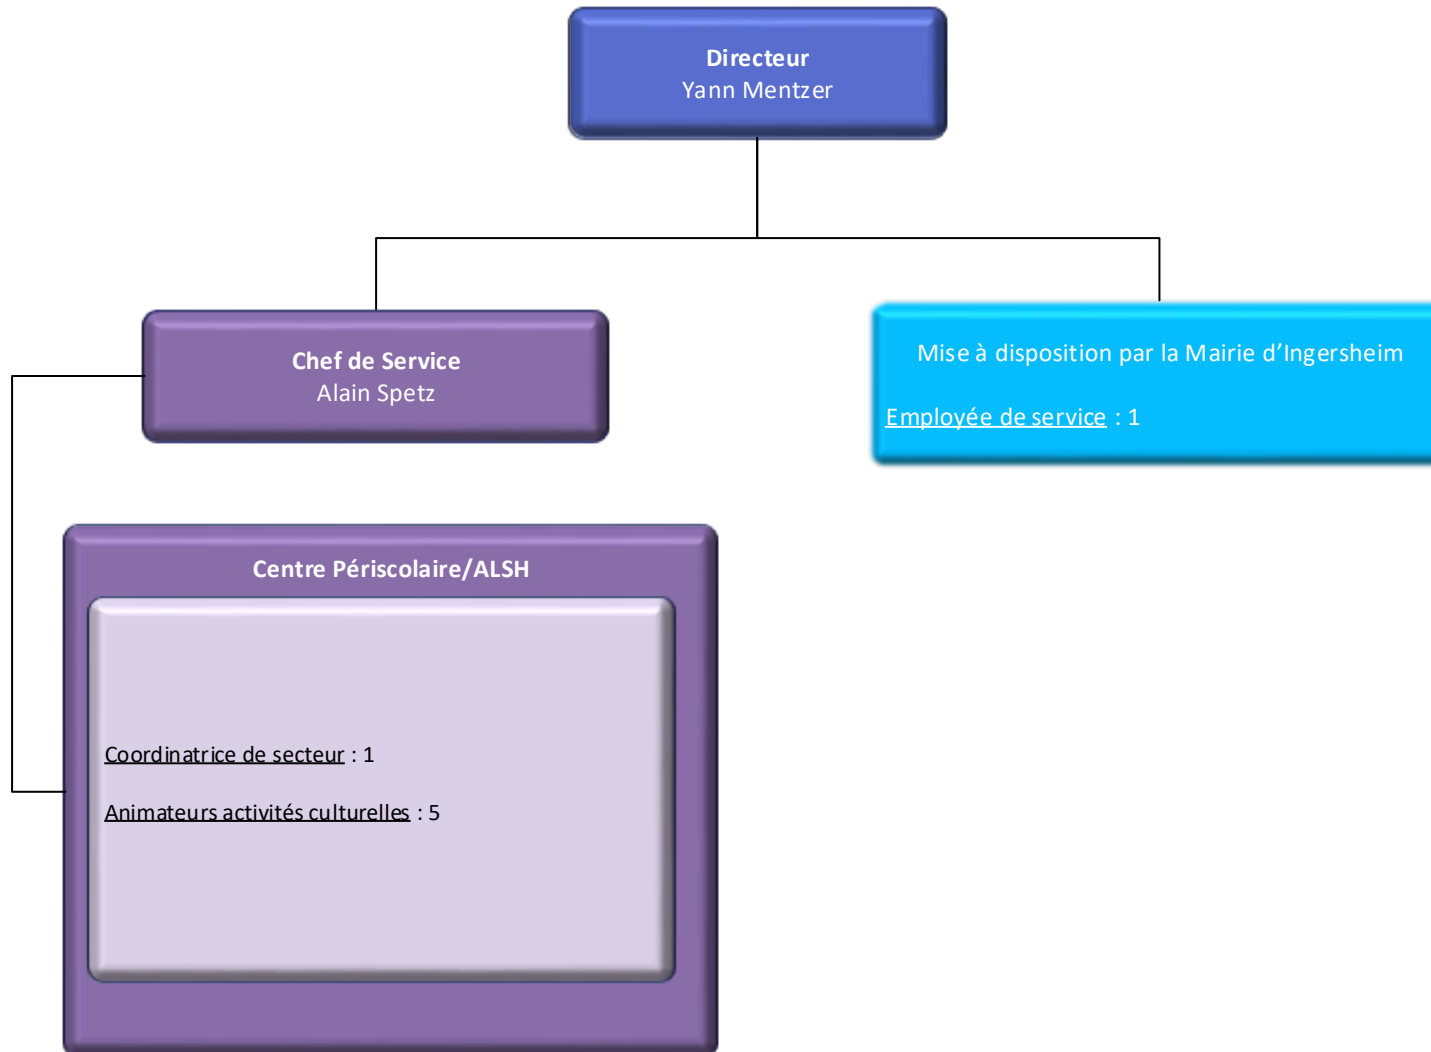 Directeur
Yann Mentzer
Chef de Service
Alain Spetz
Mise à disposition par la Mairie d’Ingersheim
Employée de service : 1
Centre Périscolaire/ALSH
Coordinatrice de secteur : 1
Animateurs activités culturelles : 5